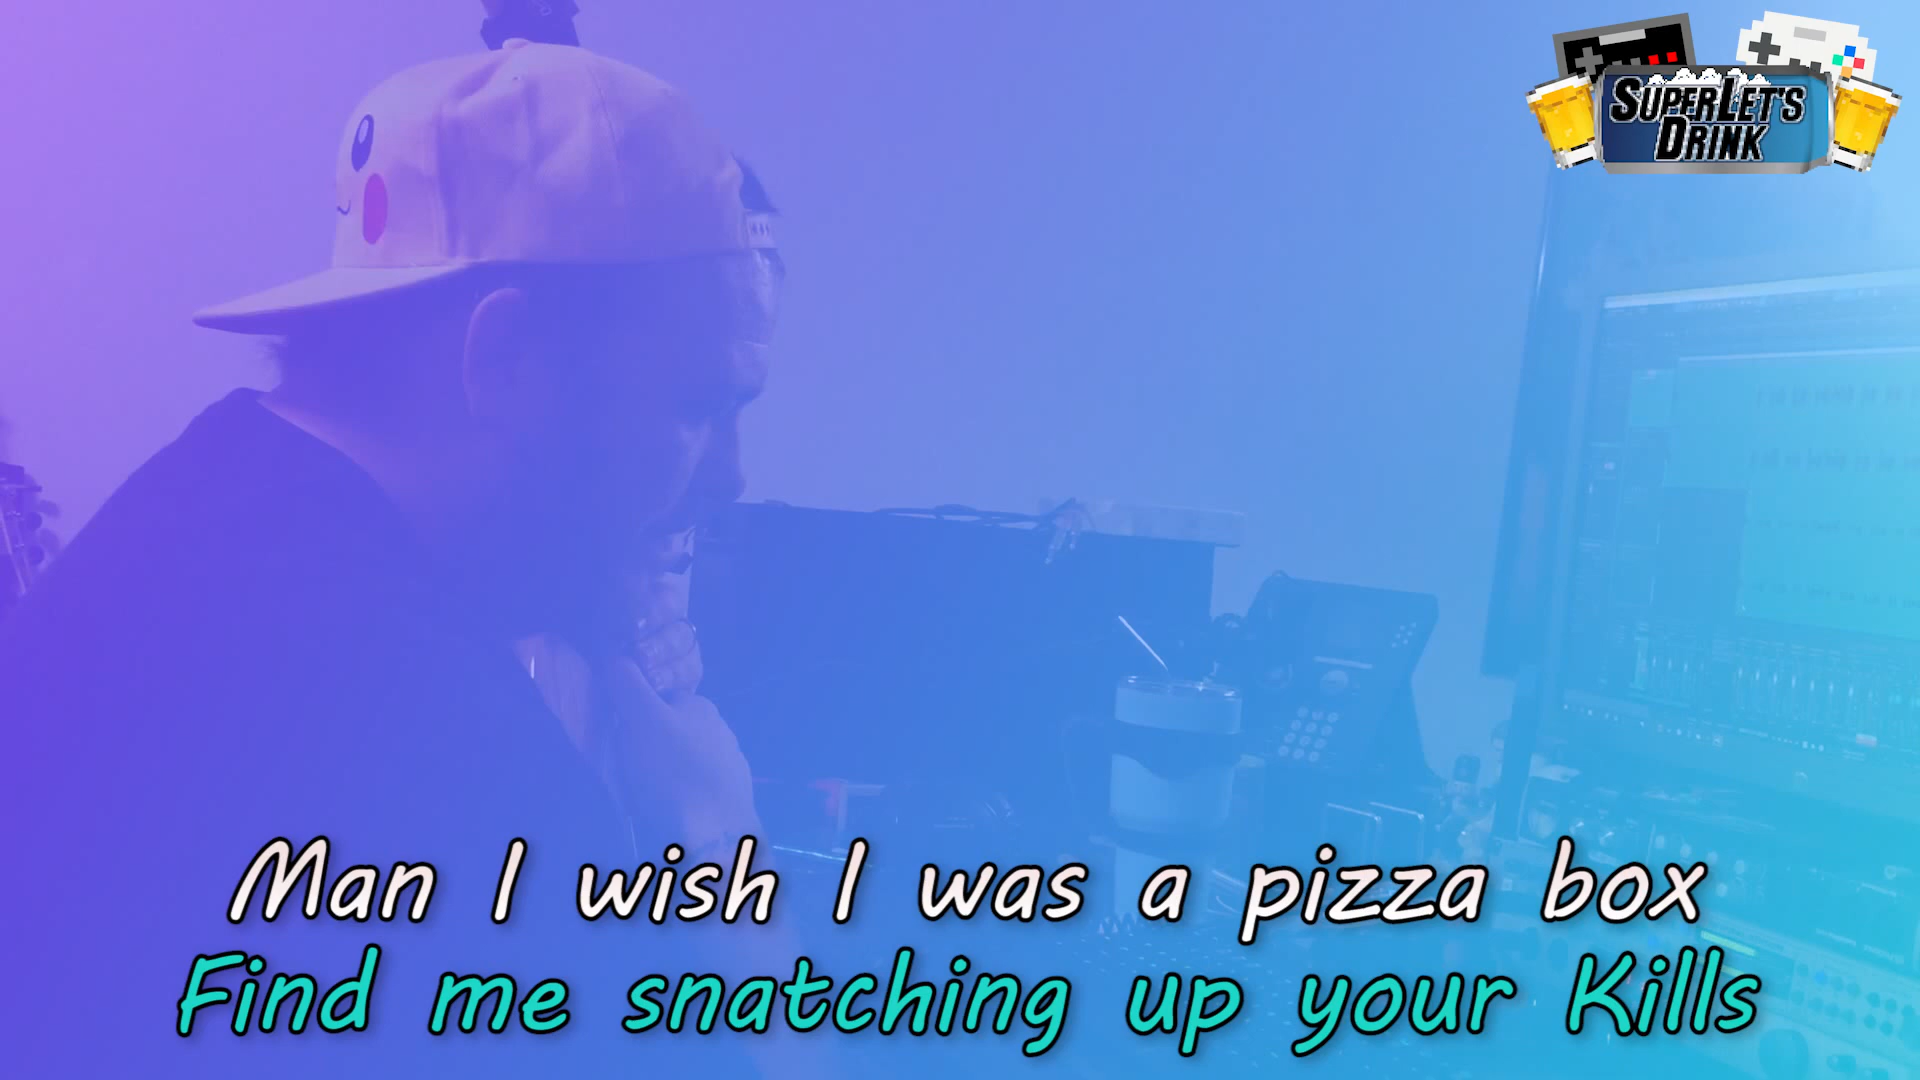 SuperLet's
Drink
Man I wish I was a pizza box
Find me snatching up your Kills